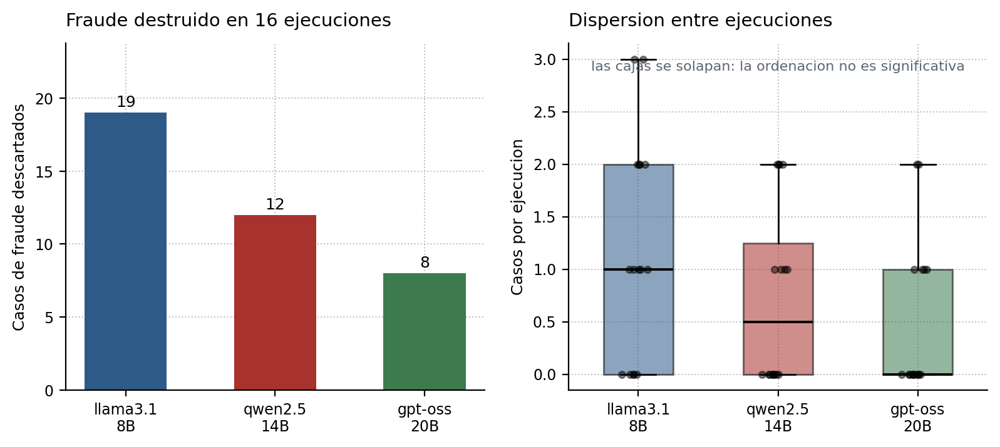 Fraude destruido en 16 ejecuciones
Casos de fraude descartados
20
15
10
5
0
19
12
8
llama3.1
8B
qwen2.5
14B
gpt-oss
20B
Dispersion entre ejecuciones
las cajas se solapan: la ordenacion no es significativa
Casos por ejecucion
3.0
2.5
2.0
1.5
1.0
0.5
0.0
llama3.1
8B
qwen2.5
14B
gpt-oss
20B